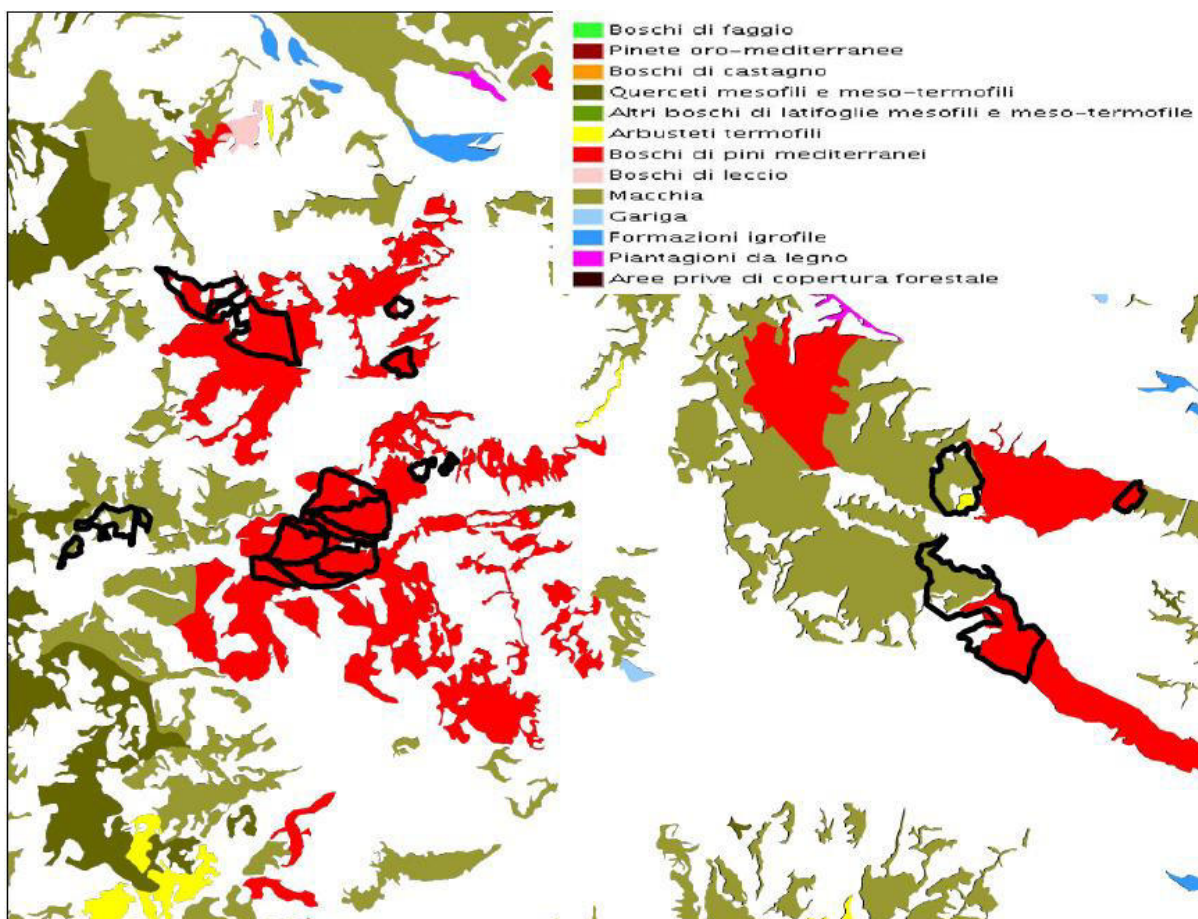 Boschi di faggio
Pinete oro-mediterranee
Boschi di castagno
Querceti mesofili e meso-termofili
Altri boschi di latifoglie mesofili e meso-termofile
Arbusteti termofili
Boschi di pini mediterranei
Boschi di leccio
Macchia
Gariga
Formazioni igrofile
Piantagioni da legno
Aree prive di copertura forestale